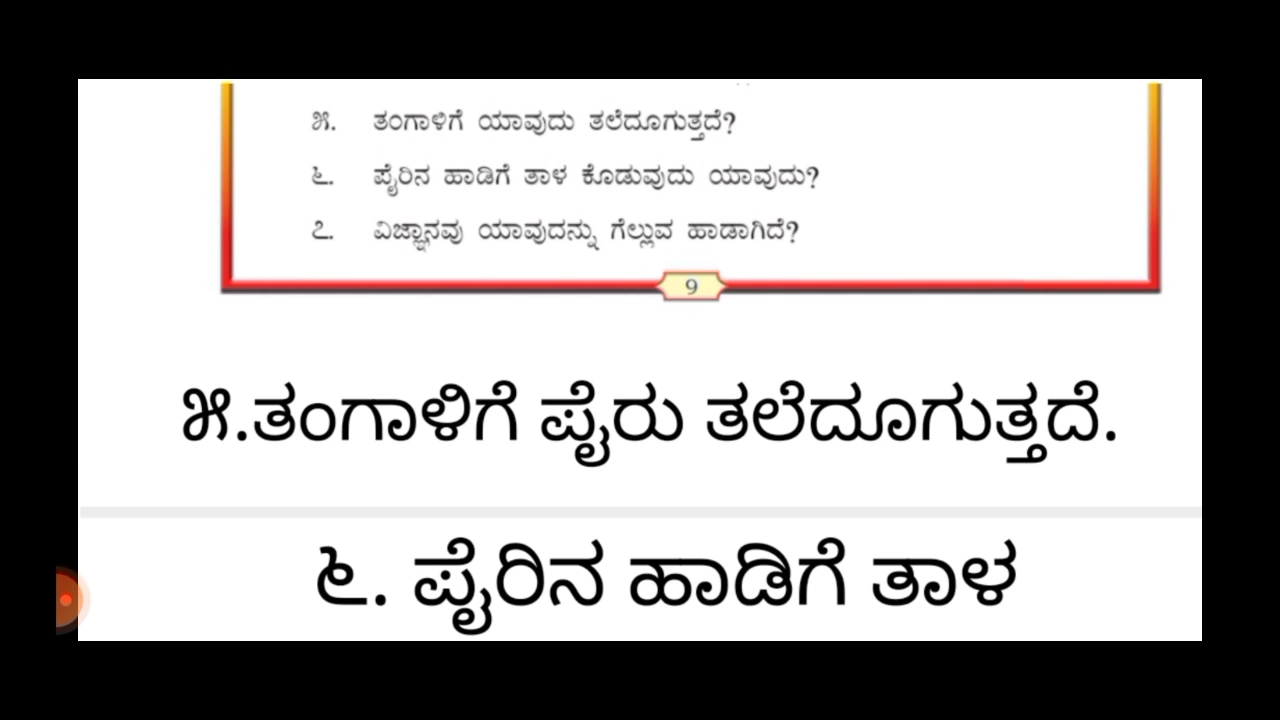 ೫. ತಂಗಾಳಿಗೆ ಯಾವುದು ತಲೆದೂಗುತ್ತದೆ?
೬. ಪೈರಿನ ಹಾಡಿಗೆ ತಾಳ ಕೊಡುವುದು ಯಾವುದು?
೭. ವಿಜ್ಞಾನವು ಯಾವುದನ್ನು ಗೆಲ್ಲುವ ಹಾಡಾಗಿದೆ?
9
೫.ತಂಗಾಳಿಗೆ ಪೈರು ತಲೆದೂಗುತ್ತದೆ.
೬. ಪೈರಿನ ಹಾಡಿಗೆ ತಾಳ